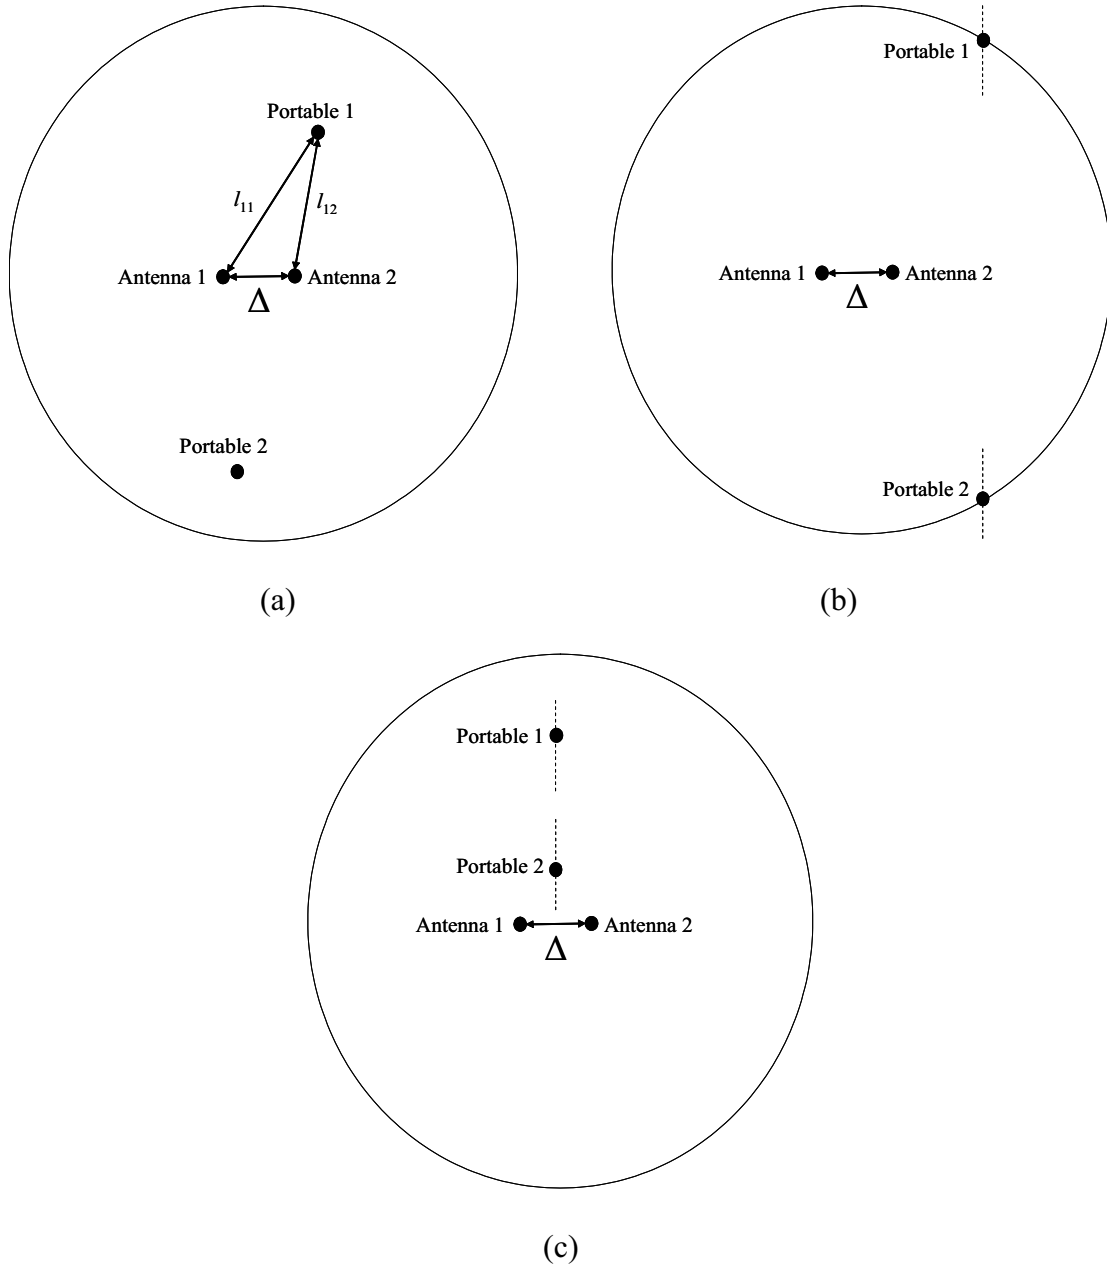 Portable 1
l11
l12
Antenna 1
Antenna 2
Δ
Portable 2
(a)
Portable 1
Antenna 1
Antenna 2
Δ
Portable 2
(b)
Portable 1
Portable 2
Antenna 1
Antenna 2
Δ
(c)